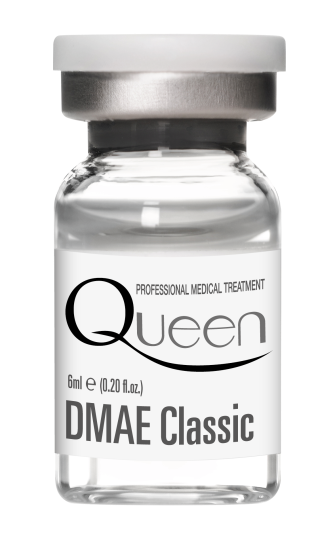 PROFESSIONAL MEDICAL TREATMENT
Queen
6ml e (0.20 fl.oz.)
DMAE Classic